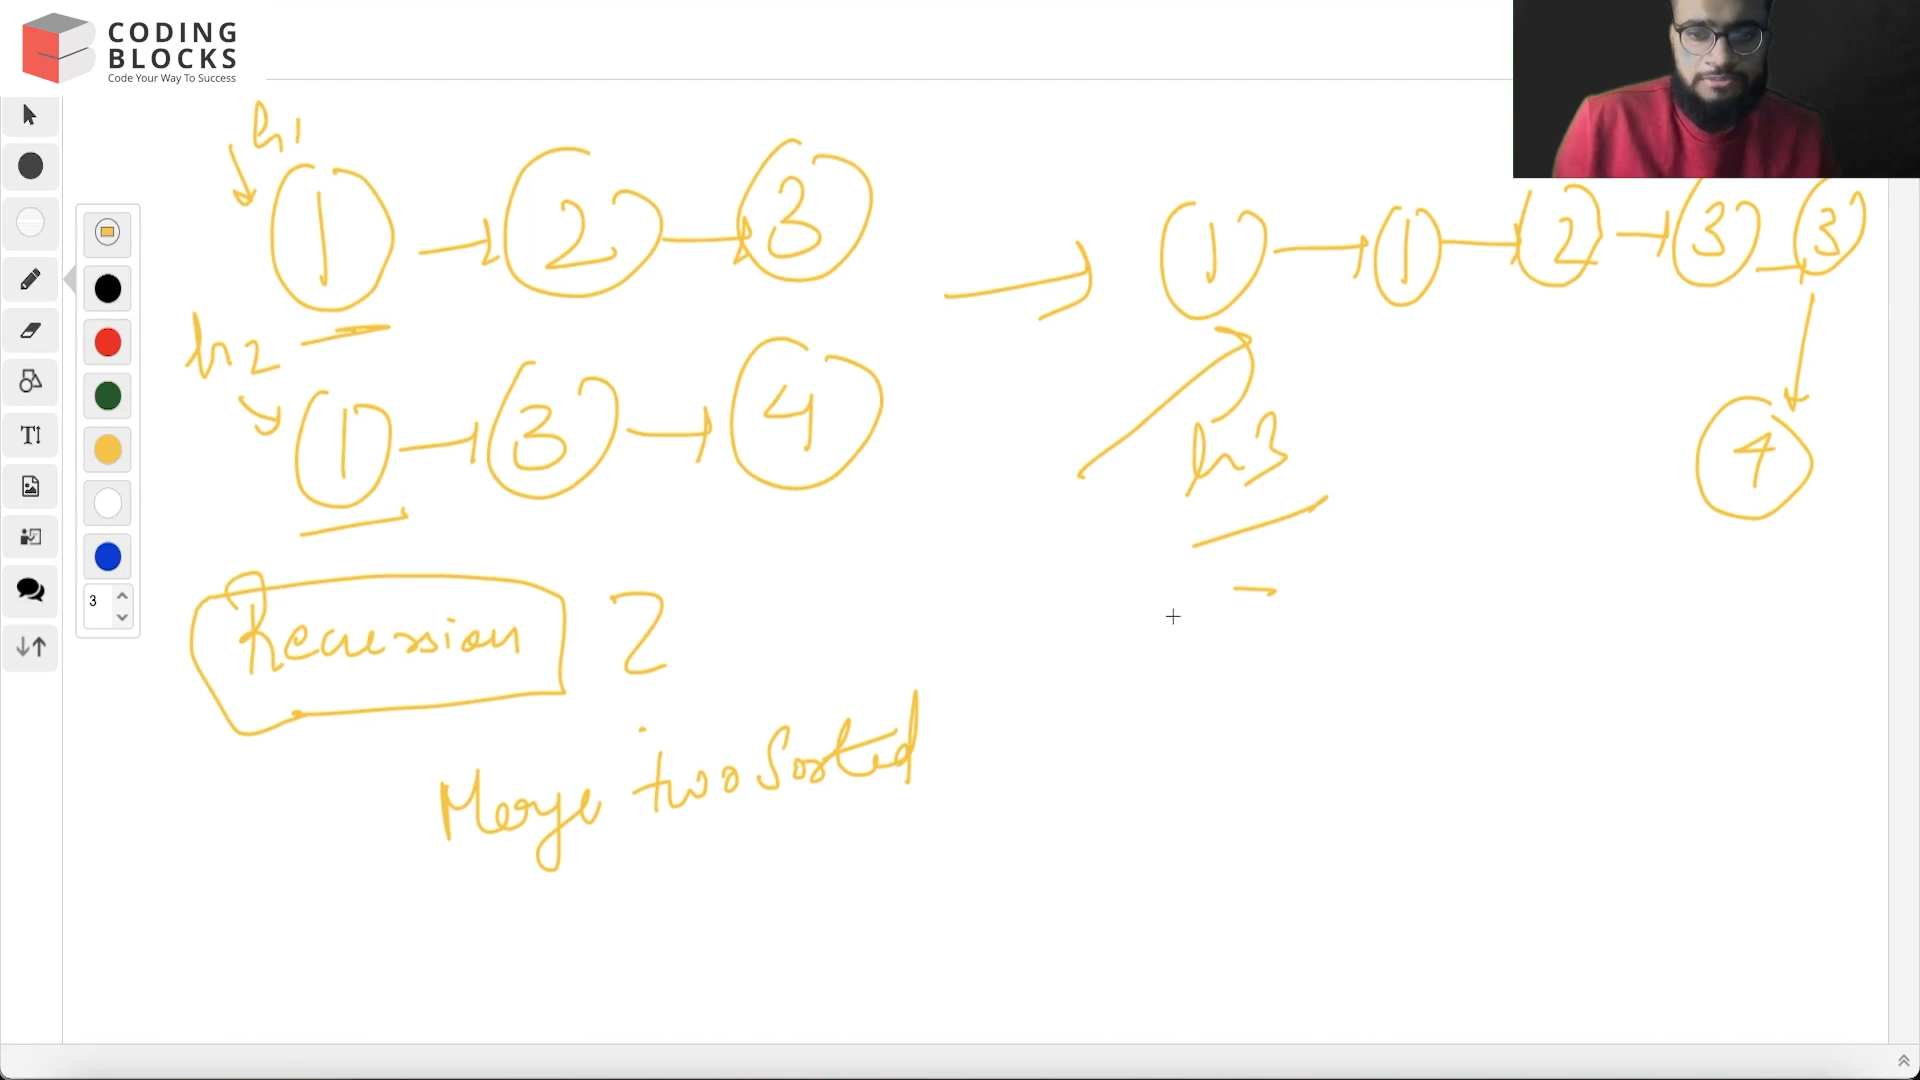 CODING
BLOCKS
Code Your Way To Success
h1
1 2 3
1 1 2 3 3
h2
1 3 4
h3
4
3
Recursion 2
Merge two Sorted